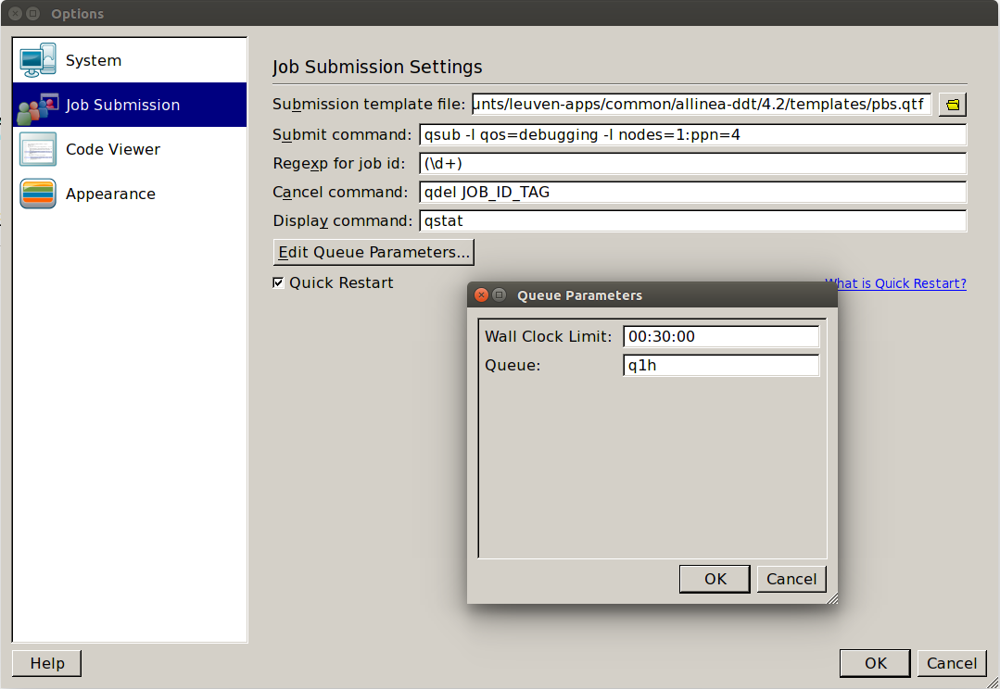 Options
System
Job Submission
Code Viewer
Appearance
Job Submission Settings
Submission template file: unts/leuven-apps/common/allinea-ddt/4.2/templates/pbs.qtf
Submit command: qsub -l qos=debugging -l nodes=1:ppn=4
Regexp for job id: (\d+)
Cancel command: qdel JOB_ID_TAG
Display command: qstat
Edit Queue Parameters...
Quick Restart
What is Quick Restart?
Queue Parameters
Wall Clock Limit: 00:30:00
Queue: q1h
OK Cancel
Help OK Cancel